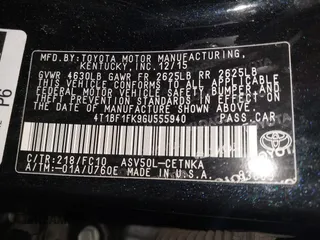 MFD.BY: TOYOTA MOTOR MANUFACTURING,
KENTUCKY, INC. 12/15
GVWR 4630LB GAWR FR 2625LB RR 2625LB
THIS VEHICLE CONFORMS TO ALL APPLICABLE
FEDERAL MOTOR VEHICLE SAFETY, BUMPER, AND
THEFT PREVENTION STANDARDS IN EFFECT ON
THE DATE OF MANUFACTURE SHOWN ABOVE.
4T1BF1FK9GU555940 PASS.CAR
C/TR:218/FC10 ASV50L-CETNKA
A/TM:-01A/U760E MADE IN U.S.A.
P6